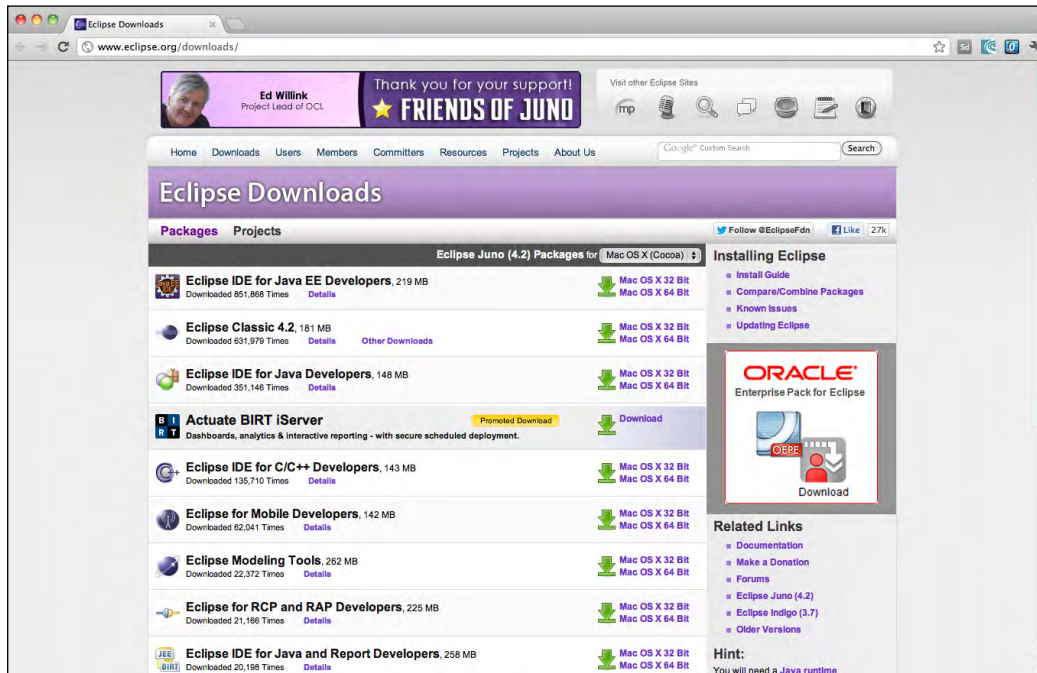 Eclipse Downloads
www.eclipse.org/downloads/
Ed Willink
Project Lead of OCL
Thank you for your support!
FRIENDS OF JUNO
Visit other Eclipse Sites
Home Downloads Users Members Committers Resources Projects About Us
Google™ Custom Search
Search
Eclipse Downloads
Packages Projects
Follow @EclipseFdn Like 27k
Eclipse Juno (4.2) Packages for Mac OS X (Cocoa)
Eclipse IDE for Java EE Developers, 219 MB
Downloaded 851,868 Times Details
Mac OS X 32 Bit
Mac OS X 64 Bit
Eclipse Classic 4.2, 181 MB
Downloaded 631,979 Times Details Other Downloads
Mac OS X 32 Bit
Mac OS X 64 Bit
Eclipse IDE for Java Developers, 148 MB
Downloaded 351,146 Times Details
Mac OS X 32 Bit
Mac OS X 64 Bit
BIRT
Actuate BIRT iServer
Promoted Download
Dashboards, analytics & interactive reporting - with secure scheduled deployment.
Download
Eclipse IDE for C/C++ Developers, 143 MB
Downloaded 135,710 Times Details
Mac OS X 32 Bit
Mac OS X 64 Bit
Eclipse for Mobile Developers, 142 MB
Downloaded 62,041 Times Details
Mac OS X 32 Bit
Mac OS X 64 Bit
Eclipse Modeling Tools, 262 MB
Downloaded 22,372 Times Details
Mac OS X 32 Bit
Mac OS X 64 Bit
Eclipse for RCP and RAP Developers, 225 MB
Downloaded 21,166 Times Details
Mac OS X 32 Bit
Mac OS X 64 Bit
JEE
BIRT
Eclipse IDE for Java and Report Developers, 258 MB
Downloaded 20,198 Times Details
Mac OS X 32 Bit
Mac OS X 64 Bit
Installing Eclipse
Install Guide
Compare/Combine Packages
Known Issues
Updating Eclipse
ORACLE
Enterprise Pack for Eclipse
OEPE
Download
Related Links
Documentation
Make a Donation
Forums
Eclipse Juno (4.2)
Eclipse Indigo (3.7)
Older Versions
Hint:
You will need a Java runtime